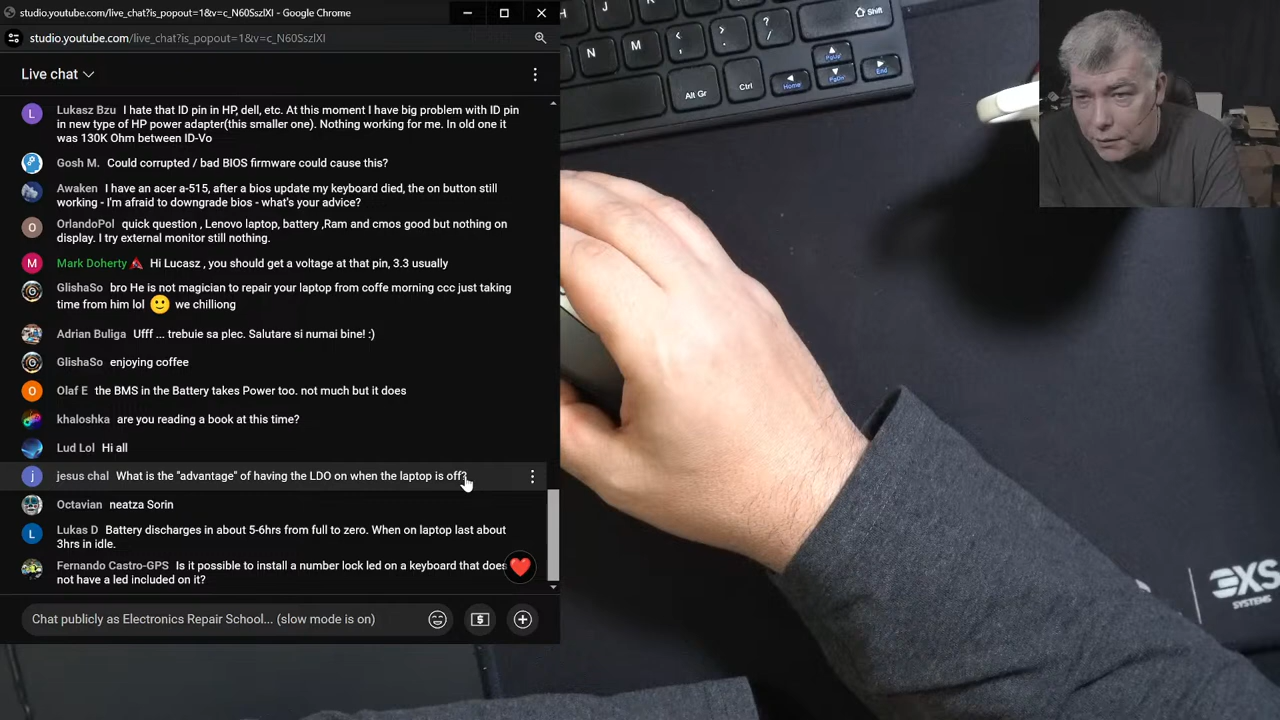 studio.youtube.com/live_chat?is_popout=1&v=c_N60SszlXI - Google Chrome
studio.youtube.com/live_chat?is_popout=1&v=c_N60SszlXI
Live chat
L Lukasz Bzu I hate that ID pin in HP, dell, etc. At this moment I have big problem with ID pin
in new type of HP power adapter(this smaller one). Nothing working for me. In old one it
was 130K Ohm between ID-Vo
Gosh M. Could corrupted / bad BIOS firmware could cause this?
Awaken I have an acer a-515, after a bios update my keyboard died, the on button still
working - I'm afraid to downgrade bios - what's your advice?
O OrlandoPol quick question , Lenovo laptop, battery ,Ram and cmos good but nothing on
display. I try external monitor still nothing.
M Mark Doherty Hi Lucasz , you should get a voltage at that pin, 3.3 usually
GlishaSo bro He is not magician to repair your laptop from coffe morning ccc just taking
time from him lol 🙂 we chilliong
Adrian Buliga Ufff ... trebuie sa plec. Salutare si numai bine! :)
GlishaSo enjoying coffee
O Olaf E the BMS in the Battery takes Power too. not much but it does
khaloshka are you reading a book at this time?
Lud Lol Hi all
j jesus chal What is the "advantage" of having the LDO on when the laptop is off?
Octavian neatza Sorin
L Lukas D Battery discharges in about 5-6hrs from full to zero. When on laptop last about
3hrs in idle.
Fernando Castro-GPS Is it possible to install a number lock led on a keyboard that does
not have a led included on it?
Chat publicly as Electronics Repair School... (slow mode is on)
H J K L
Shift
N M ; , : . ? /
PgUp
Alt Gr Ctrl Home PgDn End
3XS
SYSTEMS